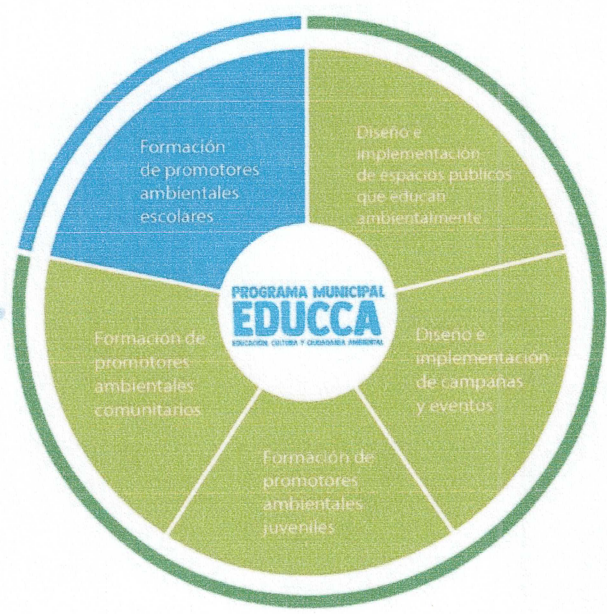 Formación
de promotores
ambientales
escolares
Diseño e
implementación
de espacios públicos
que educan
ambientalmente
PROGRAMA MUNICIPAL
EDUCCA
EDUCACIÓN, CULTURA Y CIUDADANÍA AMBIENTAL
Diseño e
implementación
de campañas
y eventos
Formación de
promotores
ambientales
comunitarios
Formación de
promotores
ambientales
juveniles